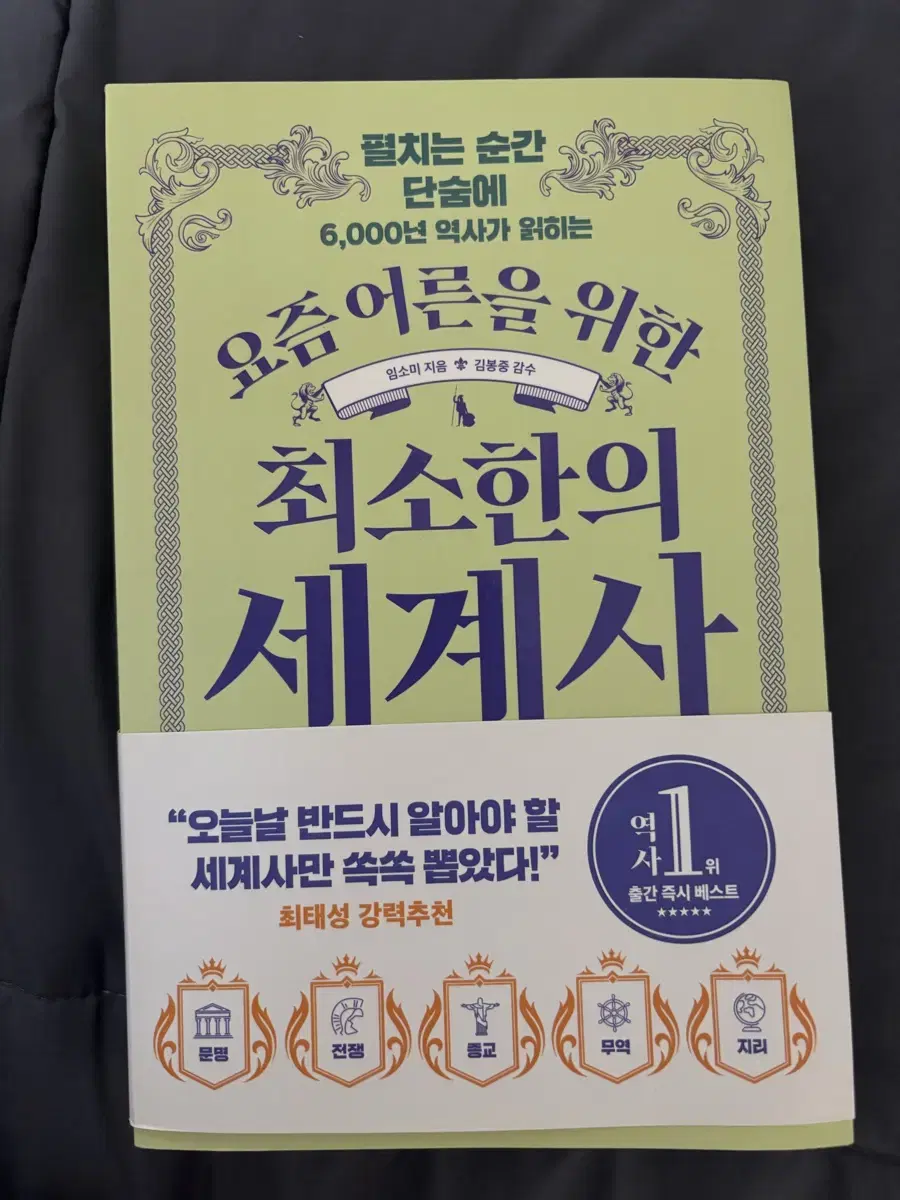 펼치는 순간
단숨에
6,000년 역사가 읽히는
요즘 어른을 위한
임소미 지음 김봉중 감수
최소한의
세계사
“오늘날 반드시 알아야 할
세계사만 쏙쏙 뽑았다!”
최태성 강력추천
역사 1위
출간 즉시 베스트
문명
전쟁
종교
무역
지리